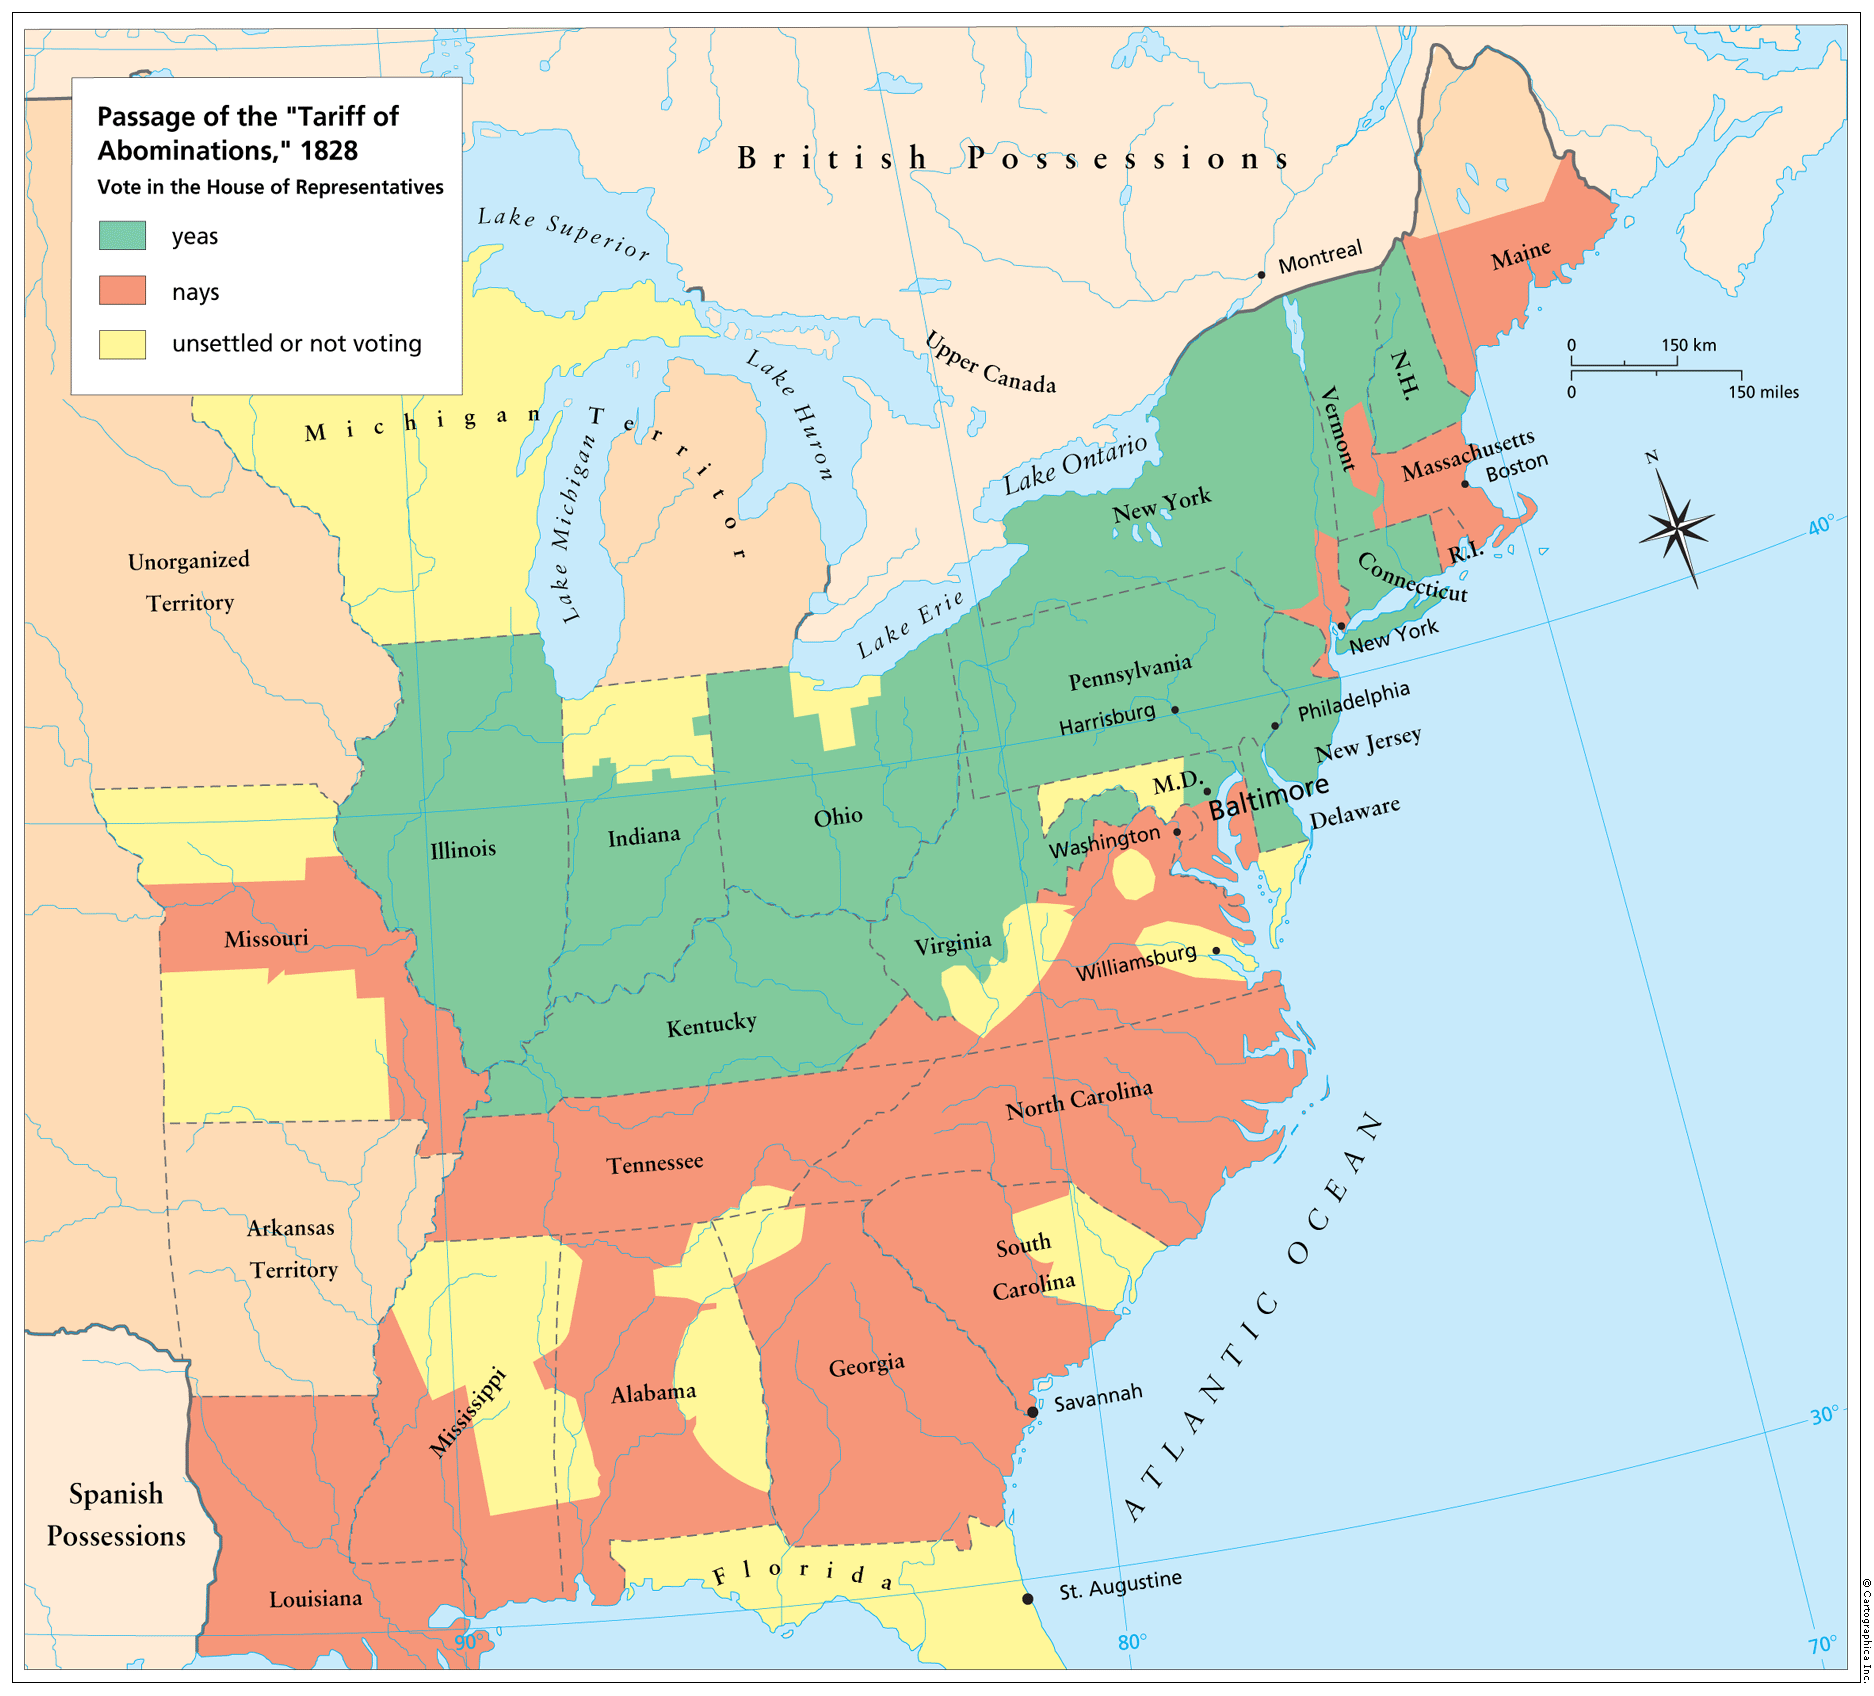 Passage of the "Tariff of
Abominations," 1828
Vote in the House of Representatives
yeas
nays
unsettled or not voting
British Possessions
Lake Superior
Montreal
Maine
Upper Canada
Lake Huron
0 150 km
0 150 miles
N.H.
Vermont
Michigan Territory
Lake Michigan
Lake Ontario
Massachusetts
Boston
N
New York
40°
R.I.
Connecticut
Unorganized
Territory
Lake Erie
New York
Pennsylvania
Harrisburg
Philadelphia
New Jersey
M.D.
Baltimore
Delaware
Washington
Ohio
Indiana
Illinois
Missouri
Virginia
Williamsburg
Kentucky
North Carolina
Tennessee
Arkansas
Territory
South
Carolina
ATLANTIC OCEAN
Georgia
Alabama
Mississippi
Savannah
30°
Spanish
Possessions
Louisiana
Florida
St. Augustine
90°
80°
70°
© Cartographica Inc.